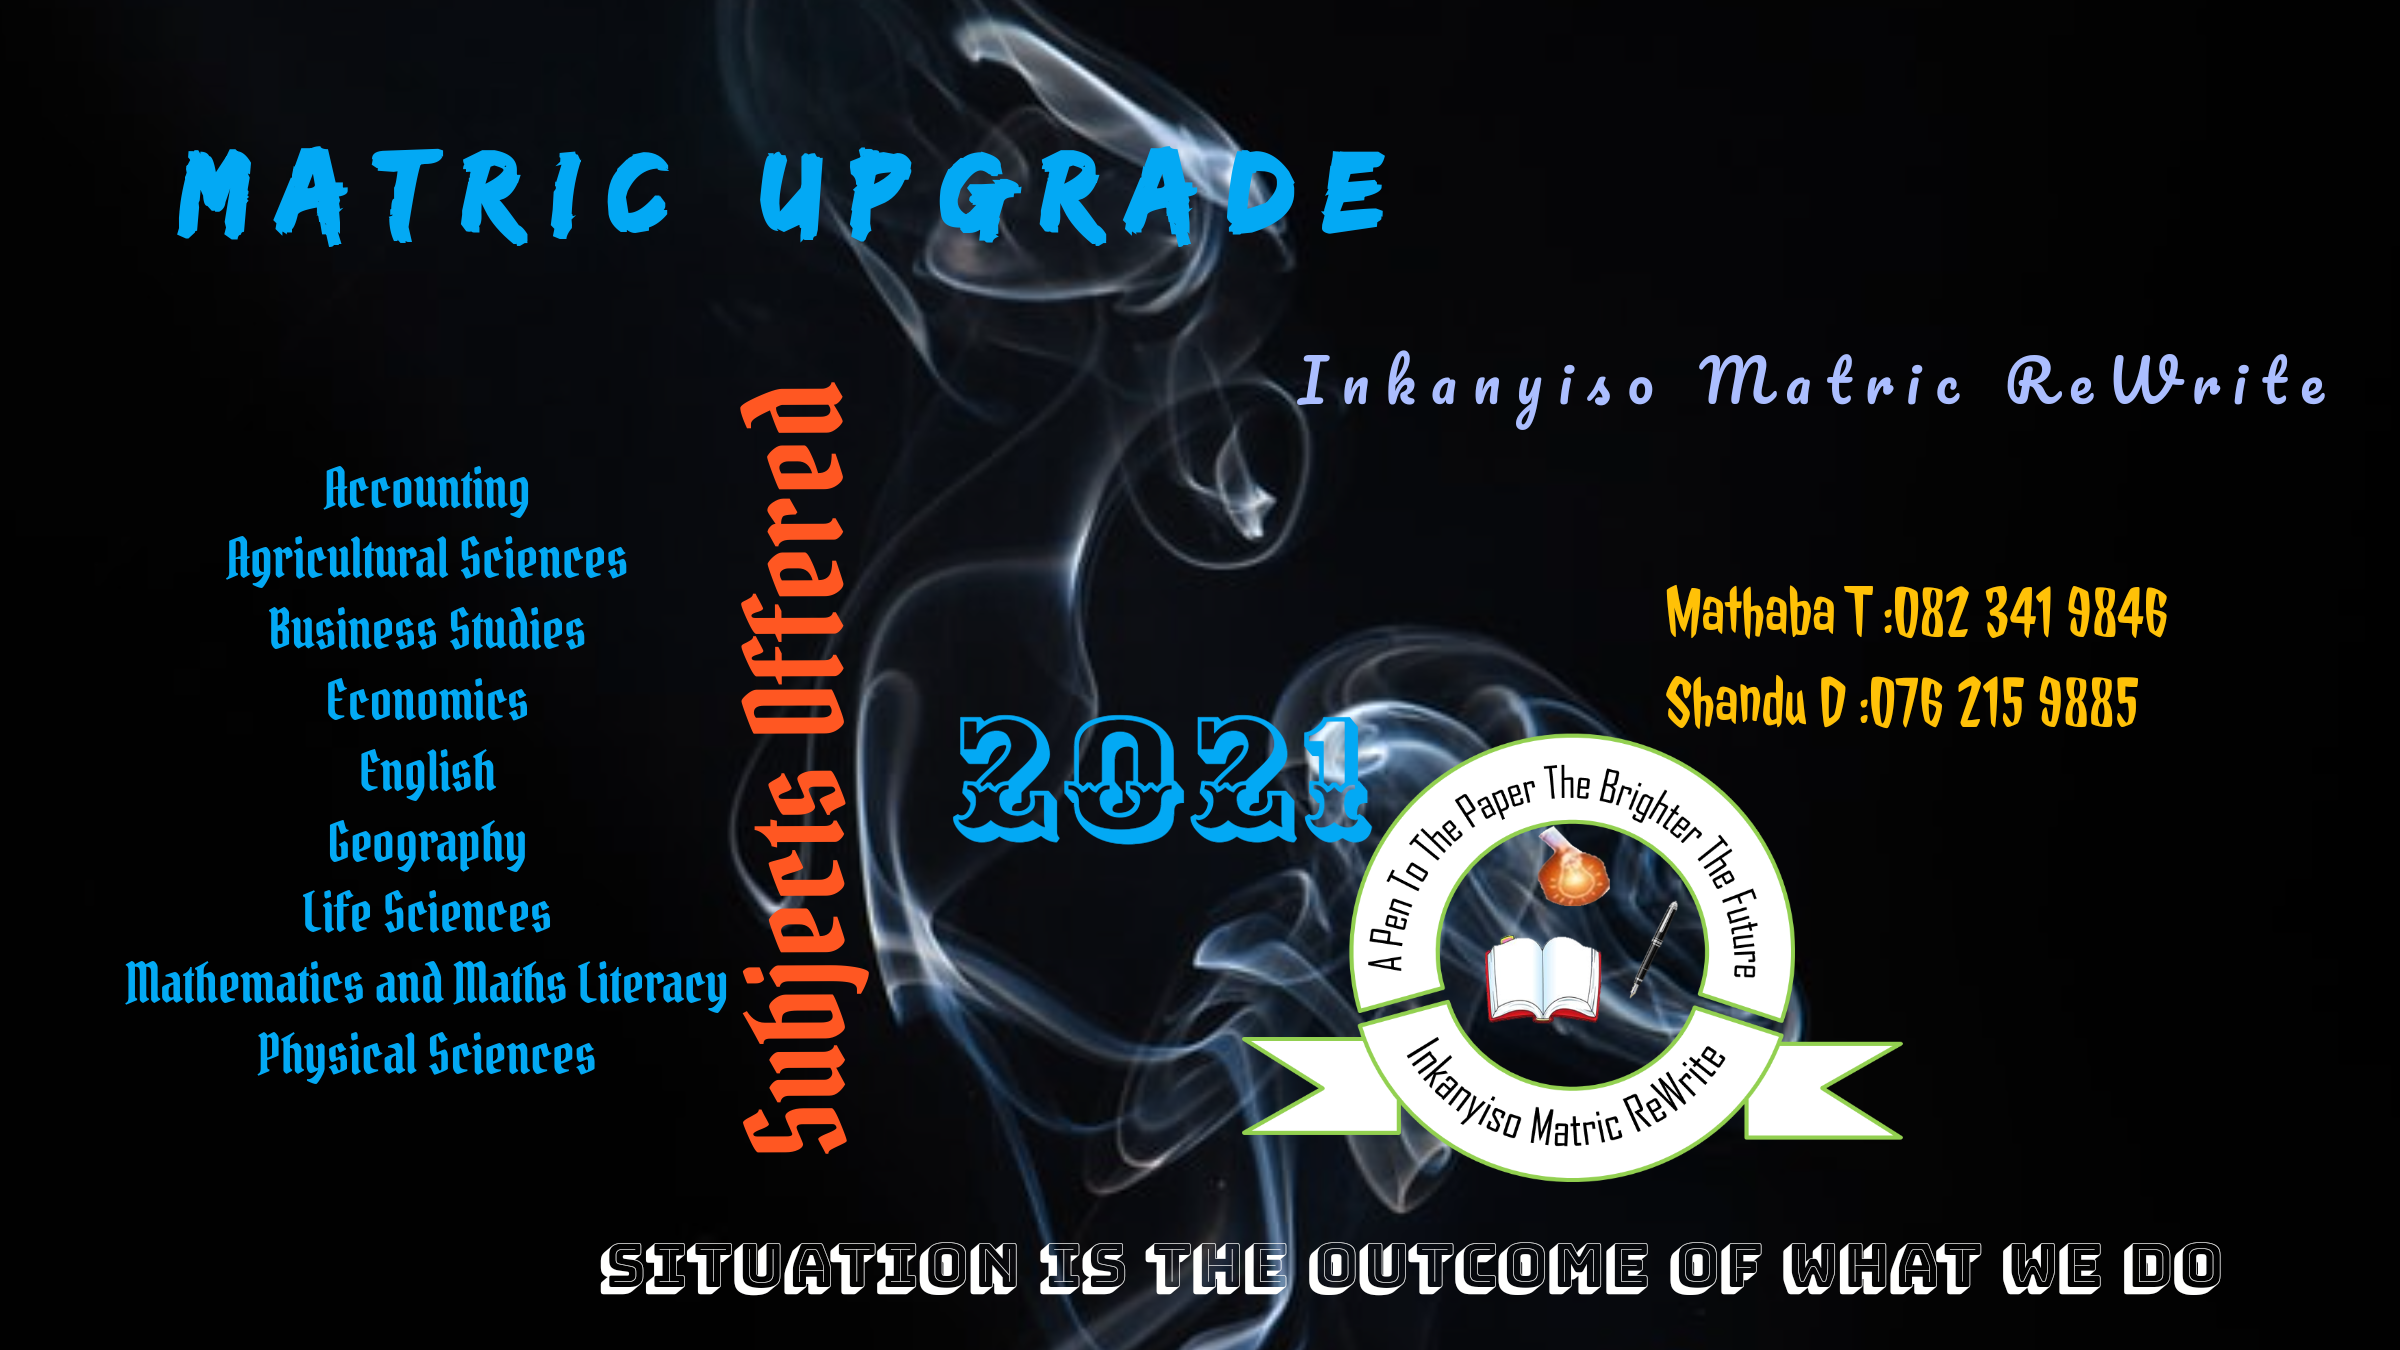 MATRIC UPGRADE
Inkanyiso Matric ReWrite
Subjects Offered
Accounting
Agricultural Sciences
Business Studies
Economics
English
Geography
Life Sciences
Mathematics and Maths Literacy
Physical Sciences
2021
Mathaba T :082 341 9846
Shandu D :076 215 9885
A Pen To The Paper The Brighter The Future
Inkanyiso Matric ReWrite
SITUATION IS THE OUTCOME OF WHAT WE DO